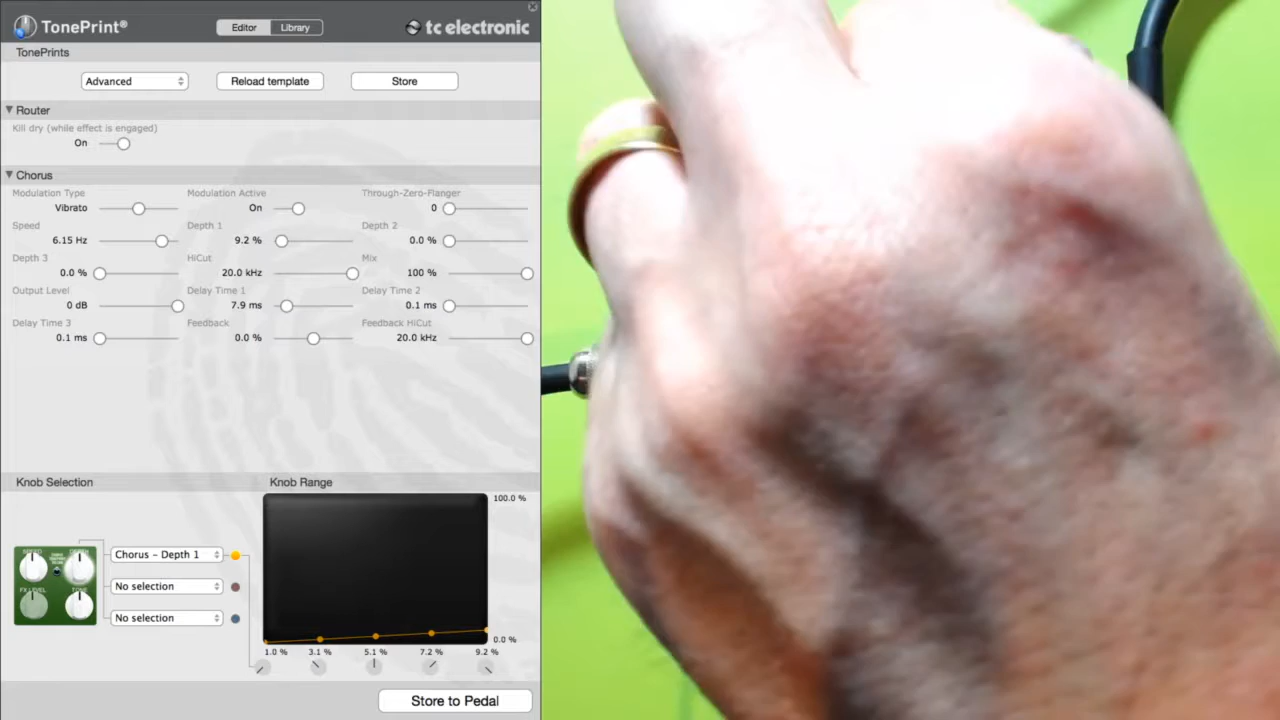 TonePrint®
Editor
Library
tc electronic
TonePrints
Advanced
Reload template
Store
Router
Kill dry (while effect is engaged)
On
Chorus
Modulation Type
Modulation Active
Through-Zero-Flanger
Vibrato
On
0
Speed
Depth 1
Depth 2
6.15 Hz
9.2 %
0.0 %
Depth 3
HiCut
Mix
0.0 %
20.0 kHz
100 %
Output Level
Delay Time 1
Delay Time 2
0 dB
7.9 ms
0.1 ms
Delay Time 3
Feedback
Feedback HiCut
0.1 ms
0.0 %
20.0 kHz
Knob Selection
Knob Range
100.0 %
Chorus - Depth 1
No selection
FX LEVEL
No selection
0.0 %
1.0 %
3.1 %
5.1 %
7.2 %
9.2 %
Store to Pedal